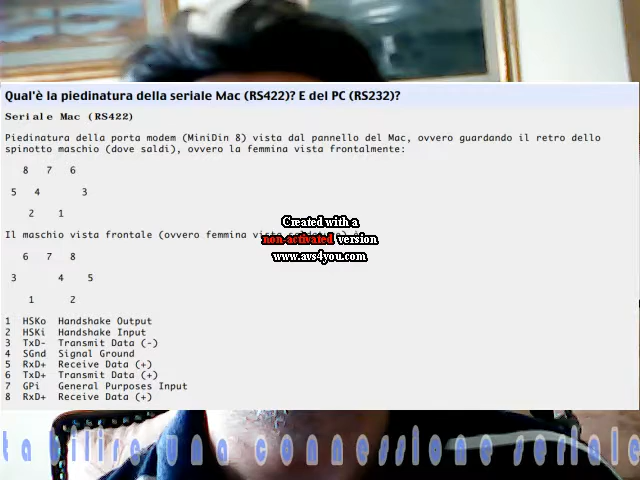 Qual'è la piedinatura della seriale Mac (RS422)? E del PC (RS232)?
Seriale Mac (RS422)
Piedinatura della porta modem (MiniDin 8) vista dal pannello del Mac, ovvero guardando il retro dello
spinotto maschio (dove saldi), ovvero la femmina vista frontalmente:
8 7 6
5 4 3
2 1
Created with a
Il maschio vista frontale (ovvero femmina vista
non-activated version
www.avs4you.com
6 7 8
3 4 5
1 2
1 HSKo Handshake Output
2 HSKi Handshake Input
3 TxD- Transmit Data (-)
4 SGnd Signal Ground
5 RxD+ Receive Data (+)
6 TxD+ Transmit Data (+)
7 GPi General Purposes Input
8 RxD+ Receive Data (+)
tabilire una connessione seriale